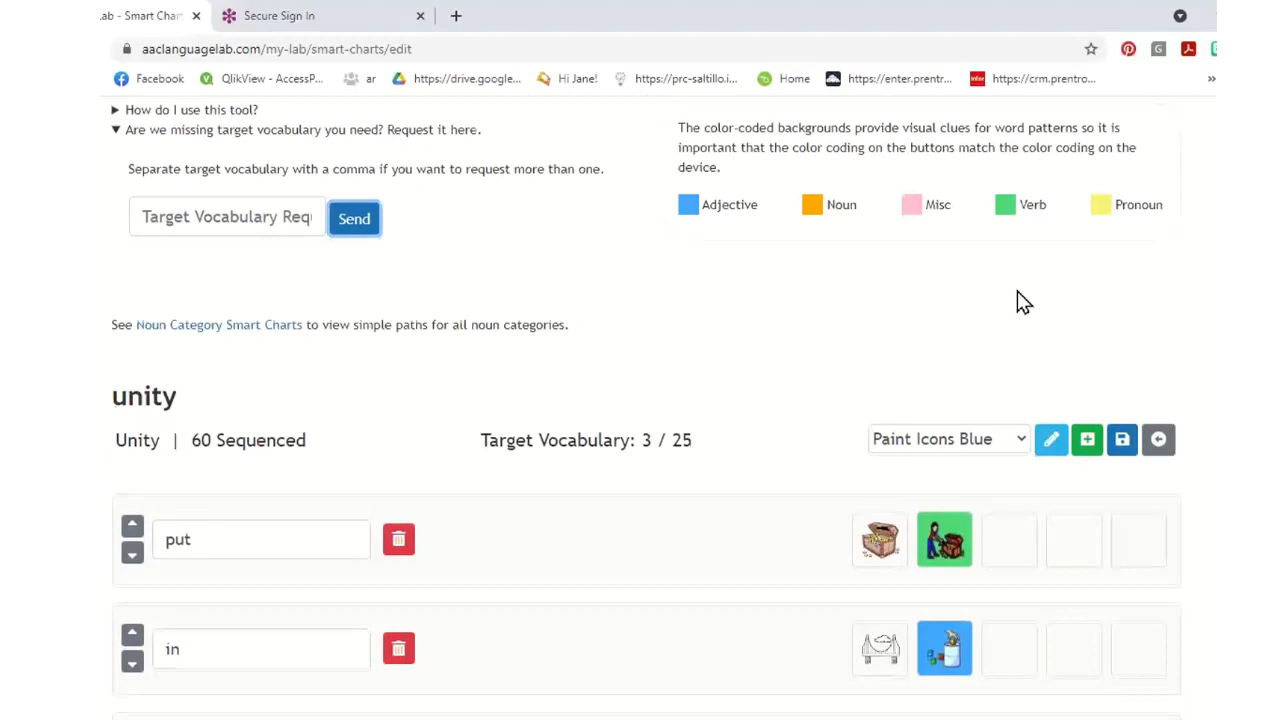 .ab - Smart Char
Secure Sign In
aaclanguagelab.com/my-lab/smart-charts/edit
Facebook
QlikView - AccessP...
ar
https://drive.google...
Hi Jane!
https://prc-saltillo.i...
Home
https://enter.prentr...
https://crm.prentro...
»
How do I use this tool?
Are we missing target vocabulary you need? Request it here.
Separate target vocabulary with a comma if you want to request more than one.
Target Vocabulary Req
Send
The color-coded backgrounds provide visual clues for word patterns so it is
important that the color coding on the buttons match the color coding on the
device.
Adjective
Noun
Misc
Verb
Pronoun
See Noun Category Smart Charts to view simple paths for all noun categories.
unity
Unity | 60 Sequenced
Target Vocabulary: 3 / 25
Paint Icons Blue
put
in